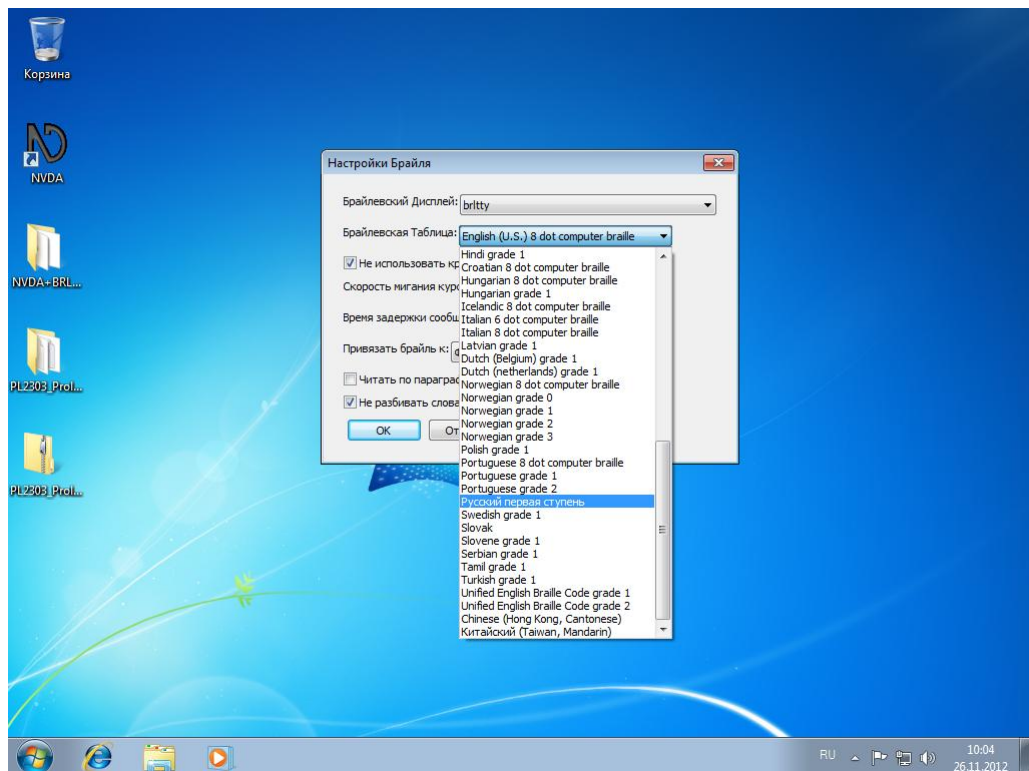 Корзина
NVDA
NVDA+BRL...
PL2303_Prol...
PL2303_Prol...
Настройки Брайля
Брайлевский Дисплей: brltty
Брайлевская Таблица: English (U.S.) 8 dot computer braille
Не использовать кр
Скорость мигания курс
Время задержки сообщ
Привязать брайль к:
Читать по параграф
Не разбивать слова
OK
От
Hindi grade 1
Croatian 8 dot computer braille
Hungarian 8 dot computer braille
Hungarian grade 1
Icelandic 8 dot computer braille
Italian 6 dot computer braille
Italian 8 dot computer braille
Latvian grade 1
Dutch (Belgium) grade 1
Dutch (netherlands) grade 1
Norwegian 8 dot computer braille
Norwegian grade 0
Norwegian grade 1
Norwegian grade 2
Norwegian grade 3
Polish grade 1
Portuguese 8 dot computer braille
Portuguese grade 1
Portuguese grade 2
Русский первая ступень
Swedish grade 1
Slovak
Slovene grade 1
Serbian grade 1
Tamil grade 1
Turkish grade 1
Unified English Braille Code grade 1
Unified English Braille Code grade 2
Chinese (Hong Kong, Cantonese)
Китайский (Taiwan, Mandarin)
RU
10:04
26.11.2012